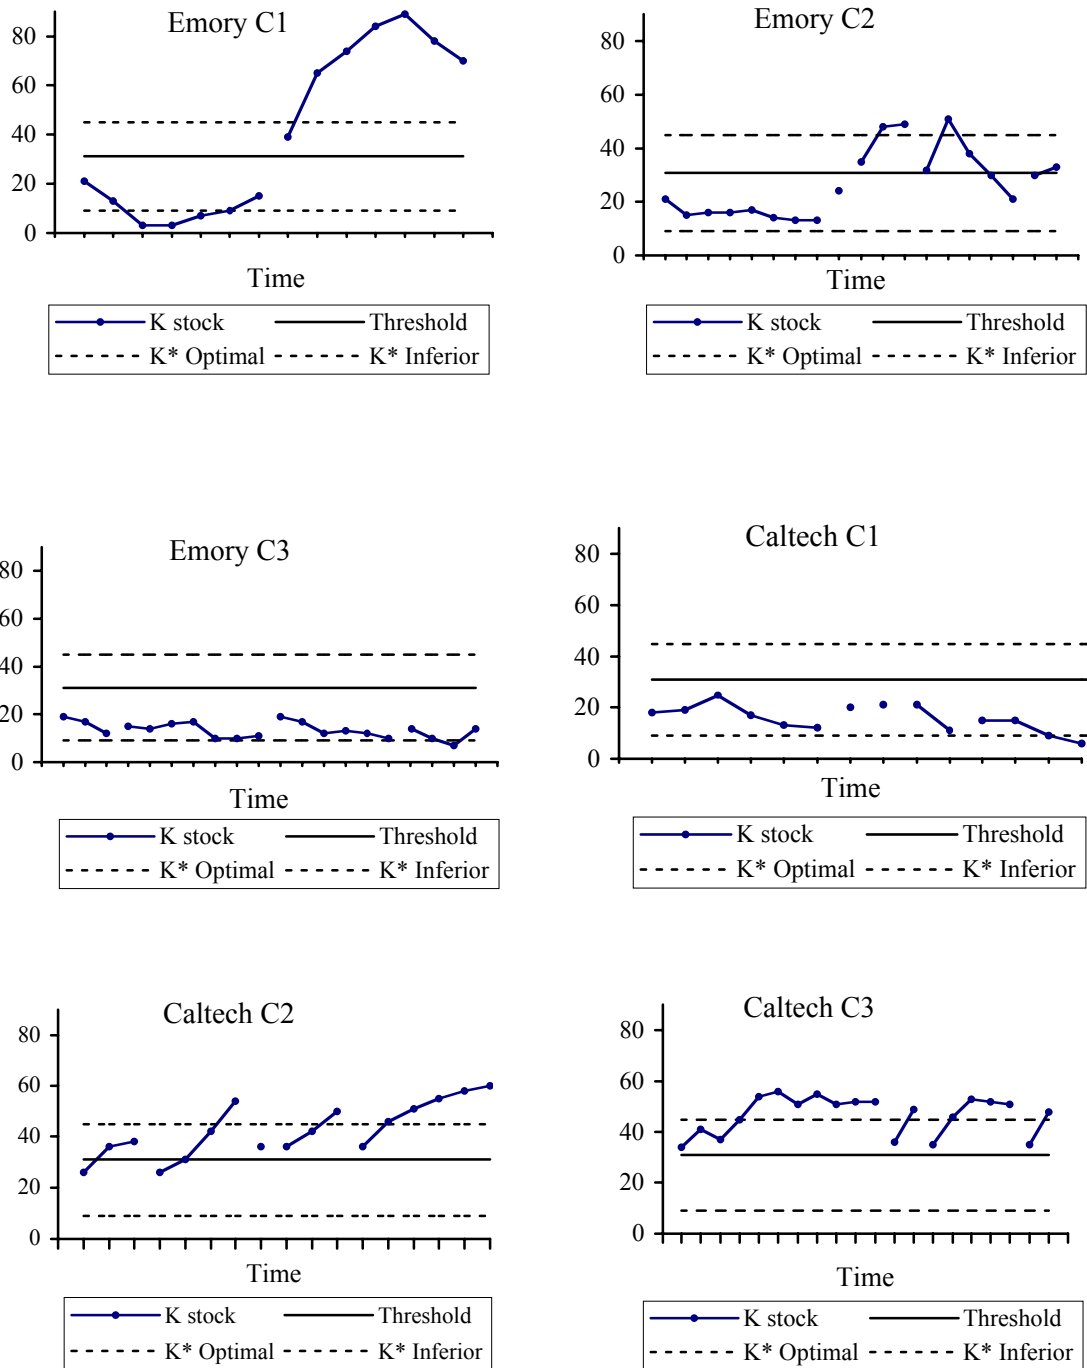 Emory C1
80
60
40
20
0
Time
K stock Threshold
K* Optimal K* Inferior
Emory C2
80
60
40
20
0
Time
K stock Threshold
K* Optimal K* Inferior
Emory C3
80
60
40
20
0
Time
K stock Threshold
K* Optimal K* Inferior
Caltech C1
80
60
40
20
0
Time
K stock Threshold
K* Optimal K* Inferior
Caltech C2
80
60
40
20
0
Time
K stock Threshold
K* Optimal K* Inferior
Caltech C3
80
60
40
20
0
Time
K stock Threshold
K* Optimal K* Inferior